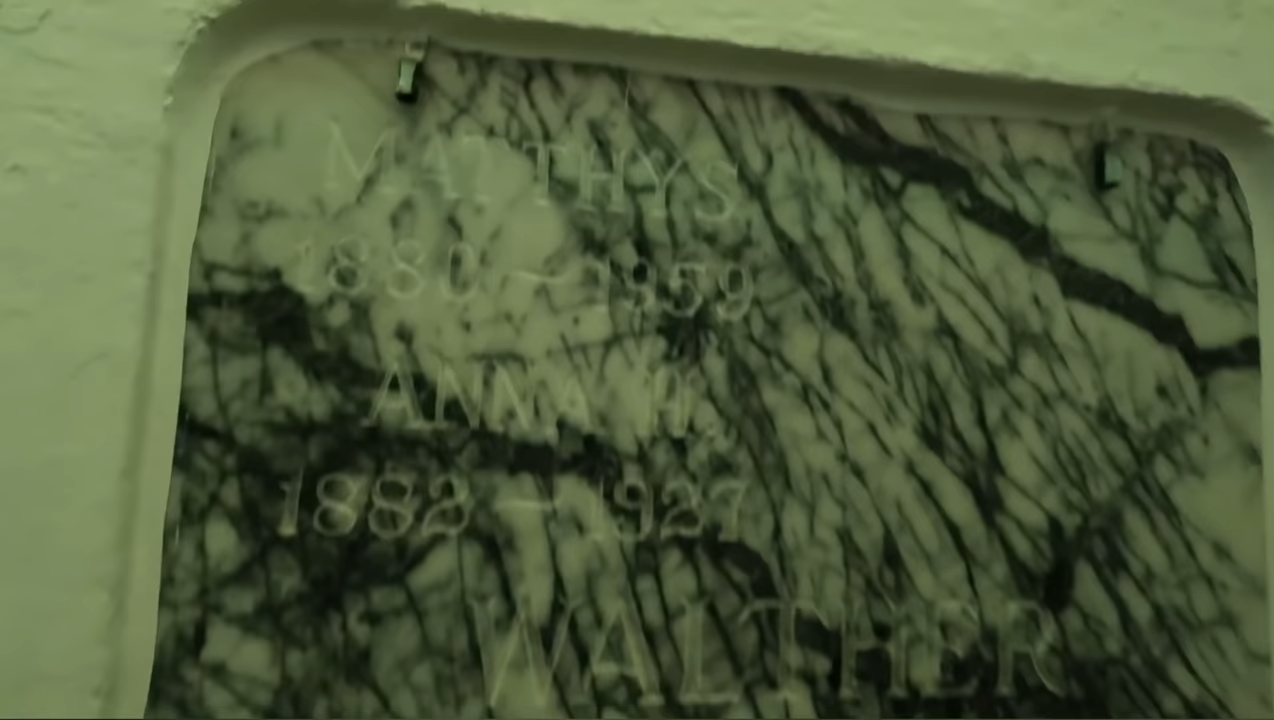 MATTHYS
1880 — 1959
ANNA H.
1882 — 1927
WALTHER